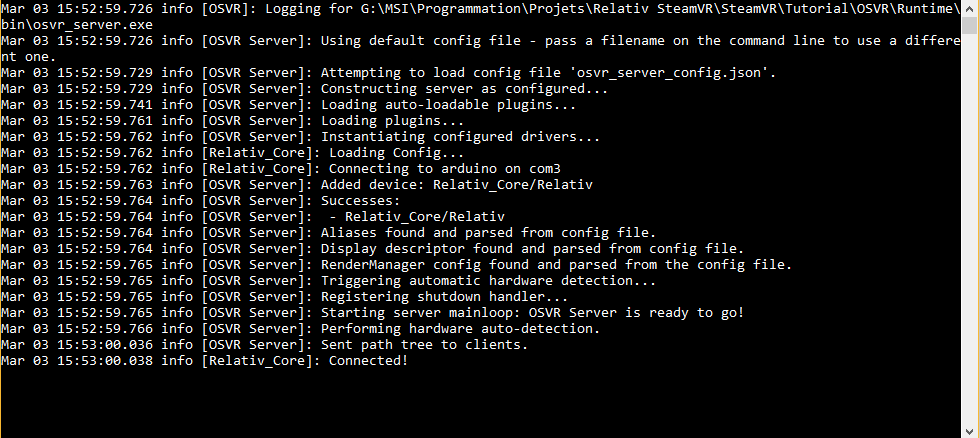 Mar 03 15:52:59.726 info [OSVR]: Logging for G:\MSI\Programmation\Projets\Relativ SteamVR\SteamVR\Tutorial\OSVR\Runtime\
bin\osvr_server.exe
Mar 03 15:52:59.726 info [OSVR Server]: Using default config file - pass a filename on the command line to use a differe
nt one.
Mar 03 15:52:59.729 info [OSVR Server]: Attempting to load config file 'osvr_server_config.json'.
Mar 03 15:52:59.729 info [OSVR Server]: Constructing server as configured...
Mar 03 15:52:59.741 info [OSVR Server]: Loading auto-loadable plugins...
Mar 03 15:52:59.761 info [OSVR Server]: Loading plugins...
Mar 03 15:52:59.762 info [OSVR Server]: Instantiating configured drivers...
Mar 03 15:52:59.762 info [Relativ_Core]: Loading Config...
Mar 03 15:52:59.762 info [Relativ_Core]: Connecting to arduino on com3
Mar 03 15:52:59.763 info [OSVR Server]: Added device: Relativ_Core/Relativ
Mar 03 15:52:59.764 info [OSVR Server]: Successes:
Mar 03 15:52:59.764 info [OSVR Server]:  - Relativ_Core/Relativ
Mar 03 15:52:59.764 info [OSVR Server]: Aliases found and parsed from config file.
Mar 03 15:52:59.764 info [OSVR Server]: Display descriptor found and parsed from config file.
Mar 03 15:52:59.765 info [OSVR Server]: RenderManager config found and parsed from the config file.
Mar 03 15:52:59.765 info [OSVR Server]: Triggering automatic hardware detection...
Mar 03 15:52:59.765 info [OSVR Server]: Registering shutdown handler...
Mar 03 15:52:59.765 info [OSVR Server]: Starting server mainloop: OSVR Server is ready to go!
Mar 03 15:52:59.766 info [OSVR Server]: Performing hardware auto-detection.
Mar 03 15:53:00.036 info [OSVR Server]: Sent path tree to clients.
Mar 03 15:53:00.038 info [Relativ_Core]: Connected!